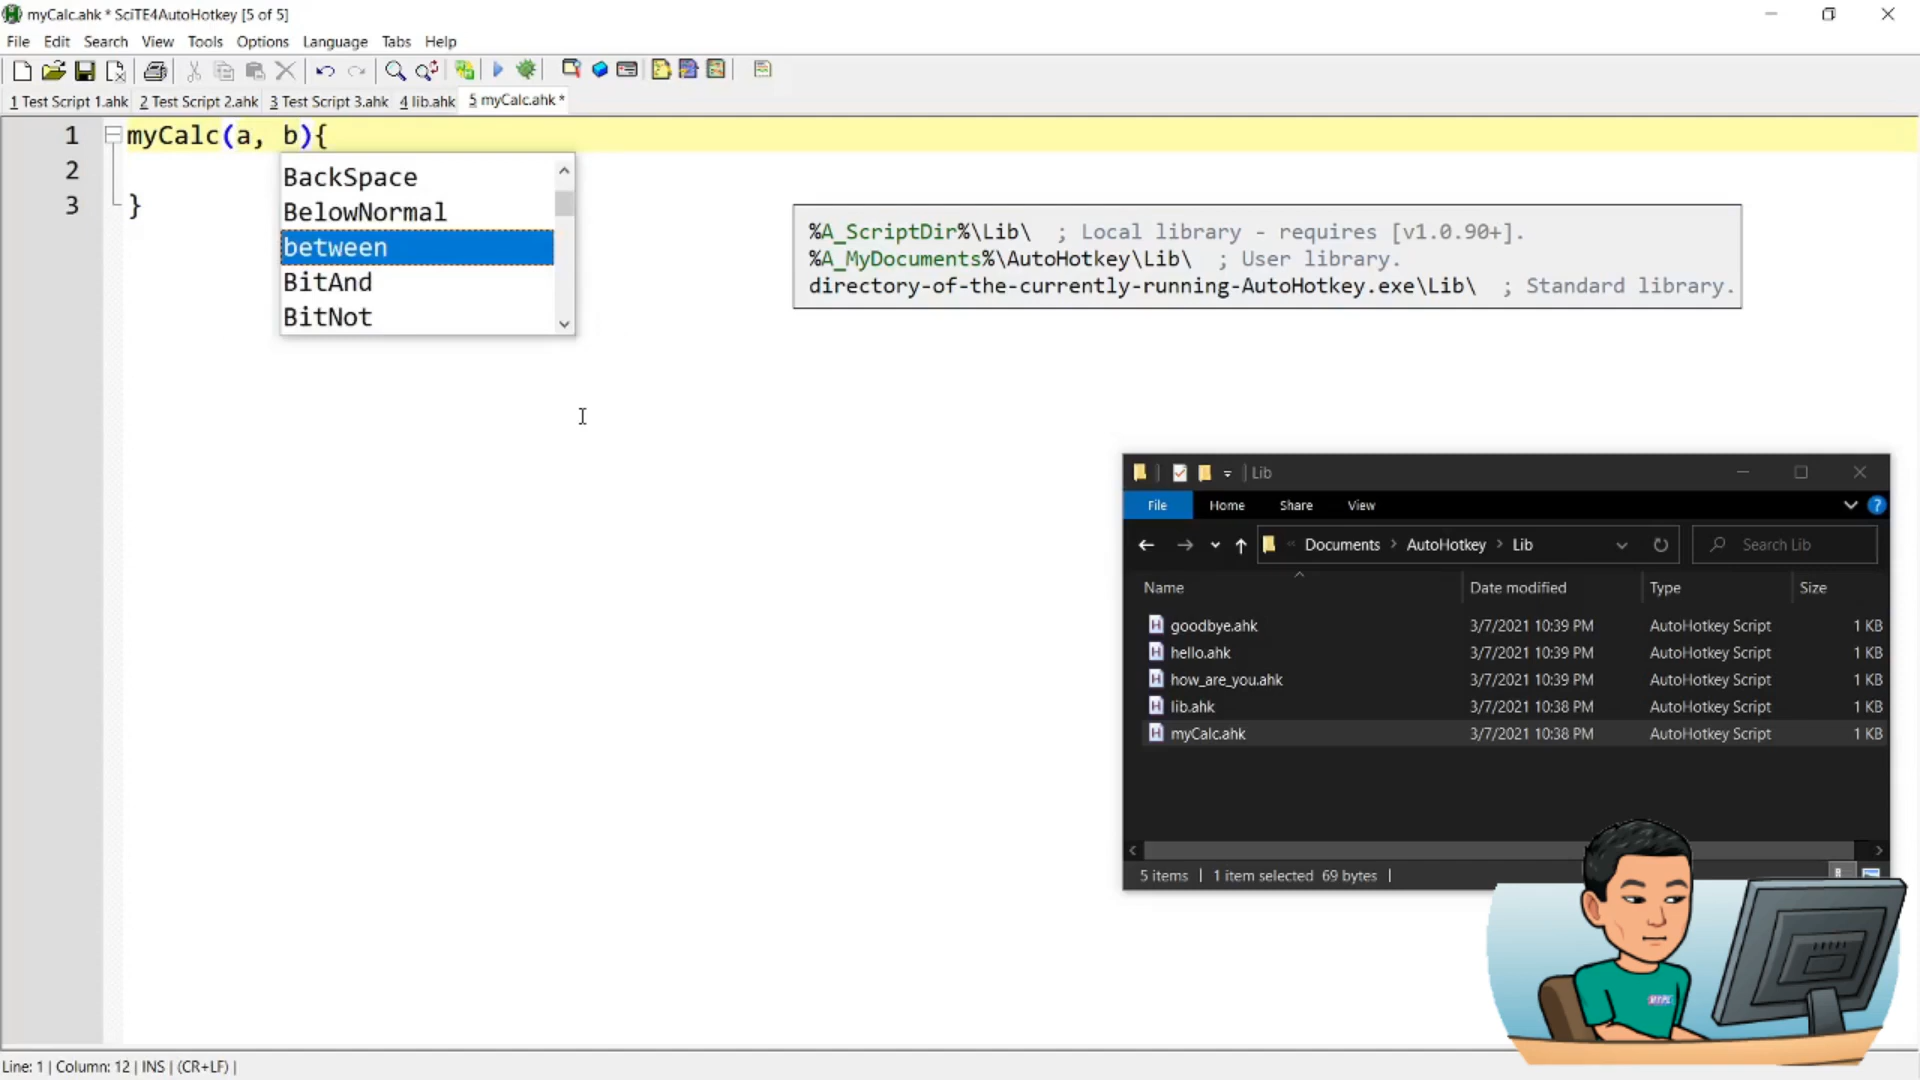 myCalc.ahk * SciTE4AutoHotkey [5 of 5]
File Edit Search View Tools Options Language Tabs Help
1 Test Script 1.ahk 2 Test Script 2.ahk 3 Test Script 3.ahk 4 lib.ahk 5 myCalc.ahk *
1 myCalc(a, b){
2
3 }
BackSpace
BelowNormal
between
BitAnd
BitNot
%A_ScriptDir%\Lib\ ; Local library - requires [v1.0.90+].
%A_MyDocuments%\AutoHotkey\Lib\ ; User library.
directory-of-the-currently-running-AutoHotkey.exe\Lib\ ; Standard library.
Lib
File Home Share View
« Documents > AutoHotkey > Lib Search Lib
Name Date modified Type Size
goodbye.ahk 3/7/2021 10:39 PM AutoHotkey Script 1 KB
hello.ahk 3/7/2021 10:39 PM AutoHotkey Script 1 KB
how_are_you.ahk 3/7/2021 10:39 PM AutoHotkey Script 1 KB
lib.ahk 3/7/2021 10:38 PM AutoHotkey Script 1 KB
myCalc.ahk 3/7/2021 10:38 PM AutoHotkey Script 1 KB
5 items | 1 item selected 69 bytes |
Line: 1 | Column: 12 | INS | (CR+LF) |